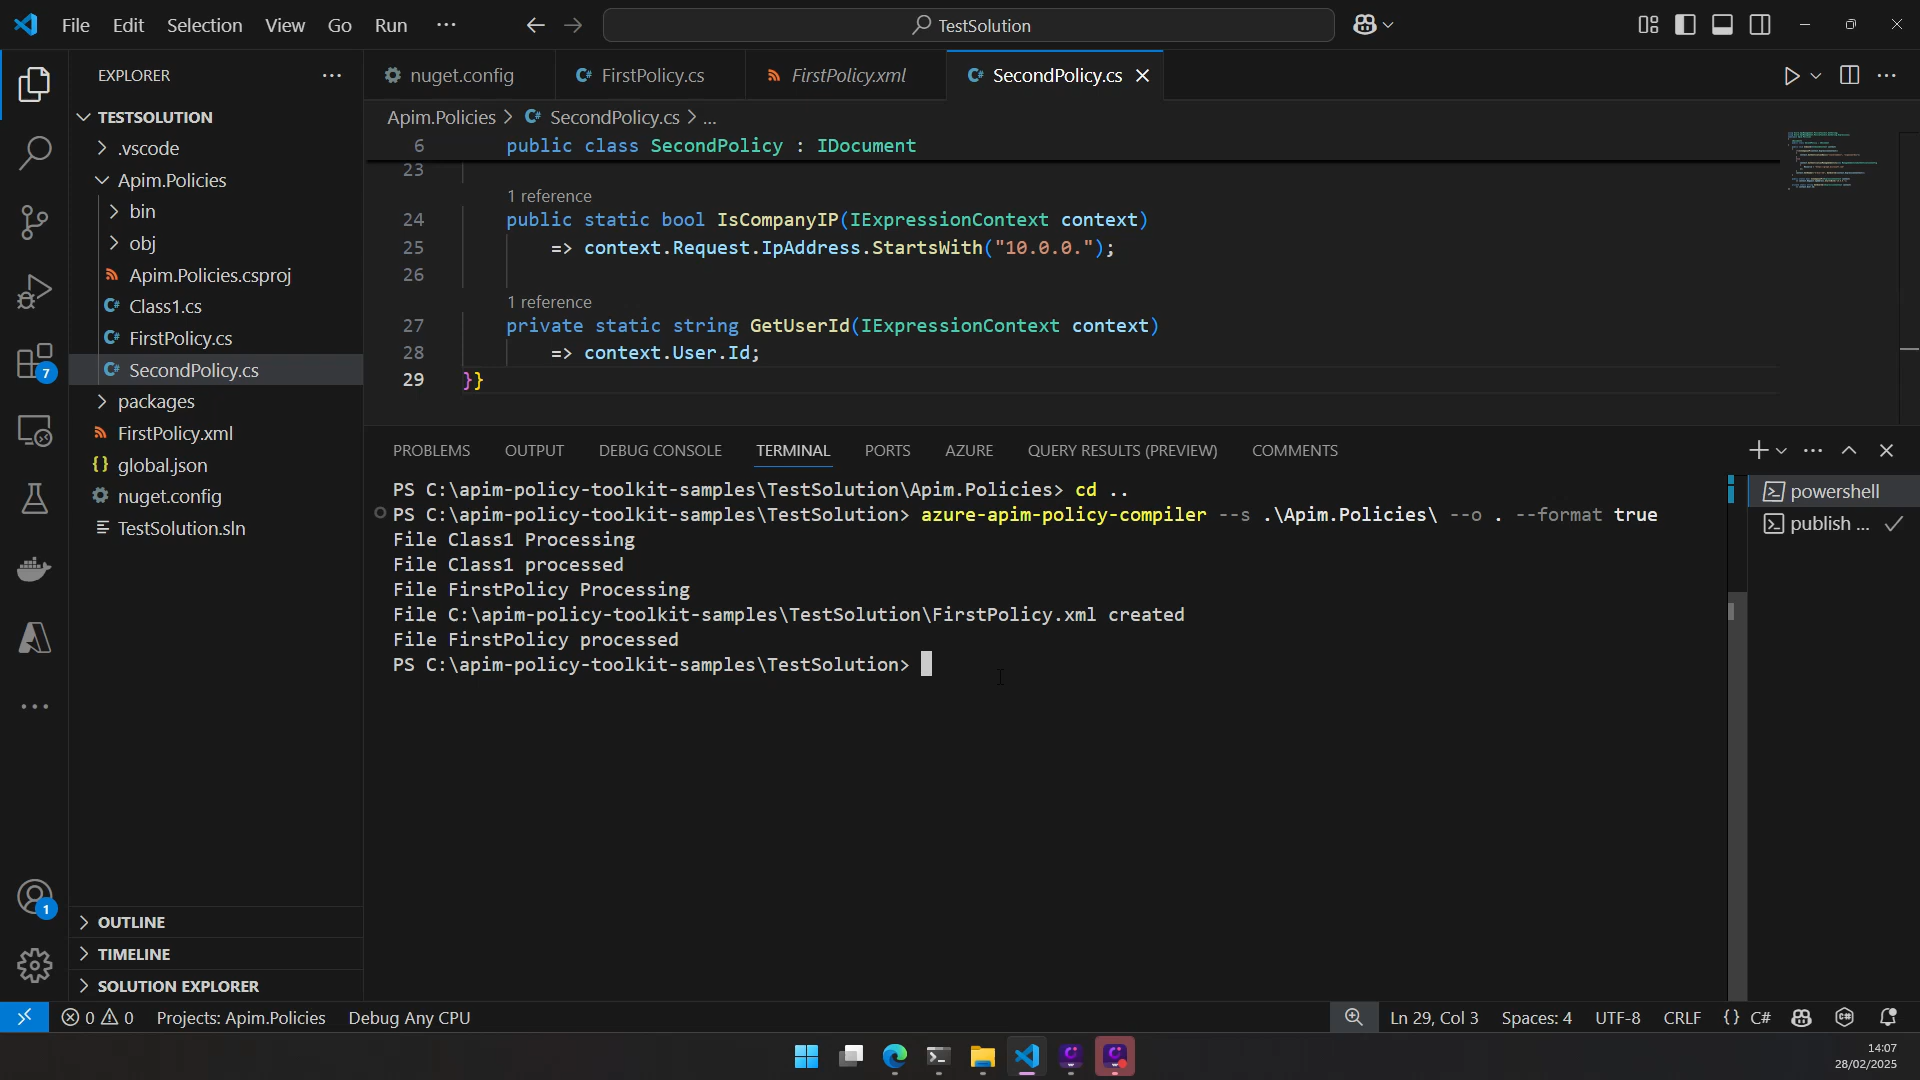 File Edit Selection View Go Run ··· TestSolution
EXPLORER ···
TESTSOLUTION
.vscode
Apim.Policies
bin
obj
Apim.Policies.csproj
Class1.cs
FirstPolicy.cs
SecondPolicy.cs
packages
FirstPolicy.xml
{} global.json
nuget.config
TestSolution.sln
OUTLINE
TIMELINE
SOLUTION EXPLORER
7
1
nuget.config FirstPolicy.cs FirstPolicy.xml SecondPolicy.cs
Apim.Policies > SecondPolicy.cs > ...
6 public class SecondPolicy : IDocument
23
1 reference
24 public static bool IsCompanyIP(IExpressionContext context)
25 => context.Request.IpAddress.StartsWith("10.0.0.");
26
1 reference
27 private static string GetUserId(IExpressionContext context)
28 => context.User.Id;
29 }}
PROBLEMS OUTPUT DEBUG CONSOLE TERMINAL PORTS AZURE QUERY RESULTS (PREVIEW) COMMENTS
PS C:\apim-policy-toolkit-samples\TestSolution\Apim.Policies> cd ..
PS C:\apim-policy-toolkit-samples\TestSolution> azure-apim-policy-compiler --s .\Apim.Policies\ --o . --format true
File Class1 Processing
File Class1 processed
File FirstPolicy Processing
File C:\apim-policy-toolkit-samples\TestSolution\FirstPolicy.xml created
File FirstPolicy processed
PS C:\apim-policy-toolkit-samples\TestSolution>
powershell
publish ...
0 0 Projects: Apim.Policies Debug Any CPU Ln 29, Col 3 Spaces: 4 UTF-8 CRLF {} C#
14:07
28/02/2025